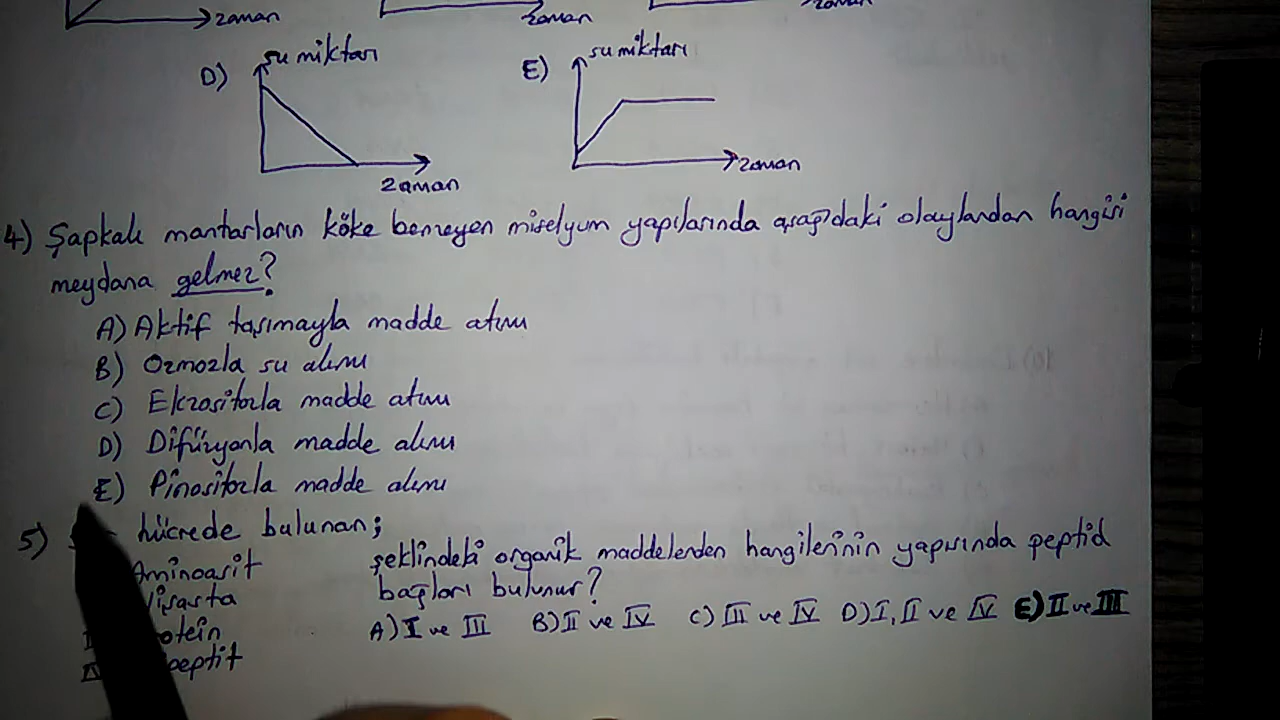 zaman
zaman
zaman
D) su miktarı
zaman
E) su miktarı
zaman
4) Şapkalı mantarların köke benzeyen miselyum yapılarında aşağıdaki olaylardan hangisi
meydana gelmez?
A) Aktif taşımayla madde atımı
B) Ozmozla su alımı
C) Ekzositozla madde atımı
D) Difüzyonla madde alımı
E) Pinositozla madde alımı
5) hücrede bulunan;
Aminoasit
şeklindeki organik maddelerden hangilerinin yapısında peptid
bağları bulunur?
A) I ve III B) II ve IV C) III ve IV D) I, II ve IV E) II ve III